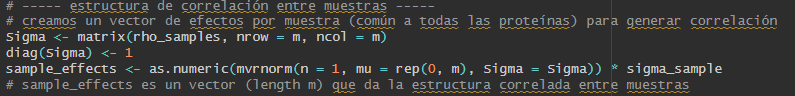 # ----- estructura de correlación entre muestras -----
# creamos un vector de efectos por muestra (común a todas las proteínas) para generar correlación
Sigma <- matrix(rho_samples, nrow = m, ncol = m)
diag(Sigma) <- 1
sample_effects <- as.numeric(mvrnorm(n = 1, mu = rep(0, m), Sigma = Sigma)) * sigma_sample
# sample_effects es un vector (length m) que da la estructura correlada entre muestras